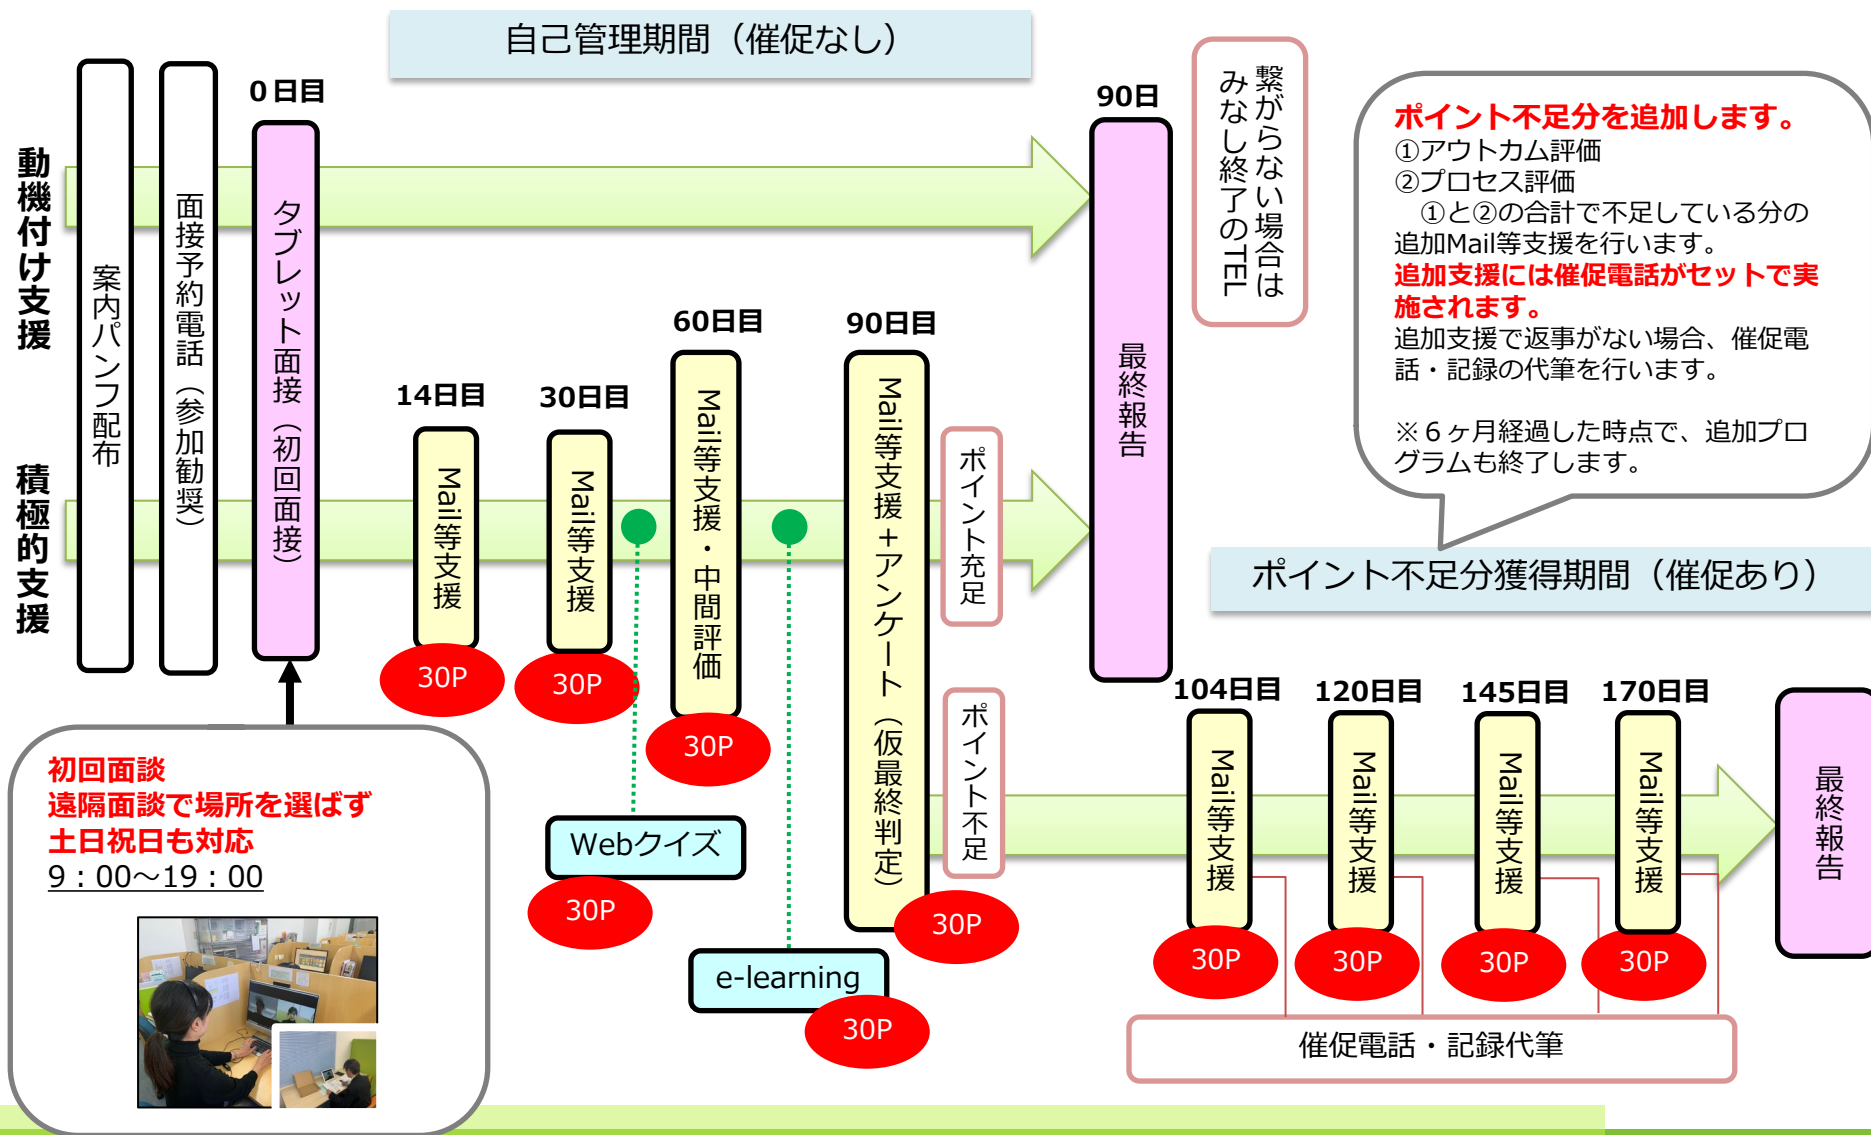 自己管理期間（催促なし）
動機付け支援
積極的支援
案内パンフ配布
面接予約電話（参加勧奨）
0日目
タブレット面接（初回面接）
14日目
Mail等支援
30P
30日目
Mail等支援
30P
60日目
Mail等支援・中間評価
30P
90日目
Mail等支援＋アンケート（仮最終判定）
30P
Webクイズ
30P
e-learning
30P
ポイント充足
ポイント不足
90日
最終報告
繋がらない場合は
みなし終了のTEL
ポイント不足分を追加します。
①アウトカム評価
②プロセス評価
①と②の合計で不足している分の
追加Mail等支援を行います。
追加支援には催促電話がセットで実
施されます。
追加支援で返事がない場合、催促電
話・記録の代筆を行います。
※６ヶ月経過した時点で、追加プロ
グラムも終了します。
ポイント不足分獲得期間（催促あり）
104日目
Mail等支援
30P
120日目
Mail等支援
30P
145日目
Mail等支援
30P
170日目
Mail等支援
30P
最終報告
催促電話・記録代筆
初回面談
遠隔面談で場所を選ばず
土日祝日も対応
9：00～19：00